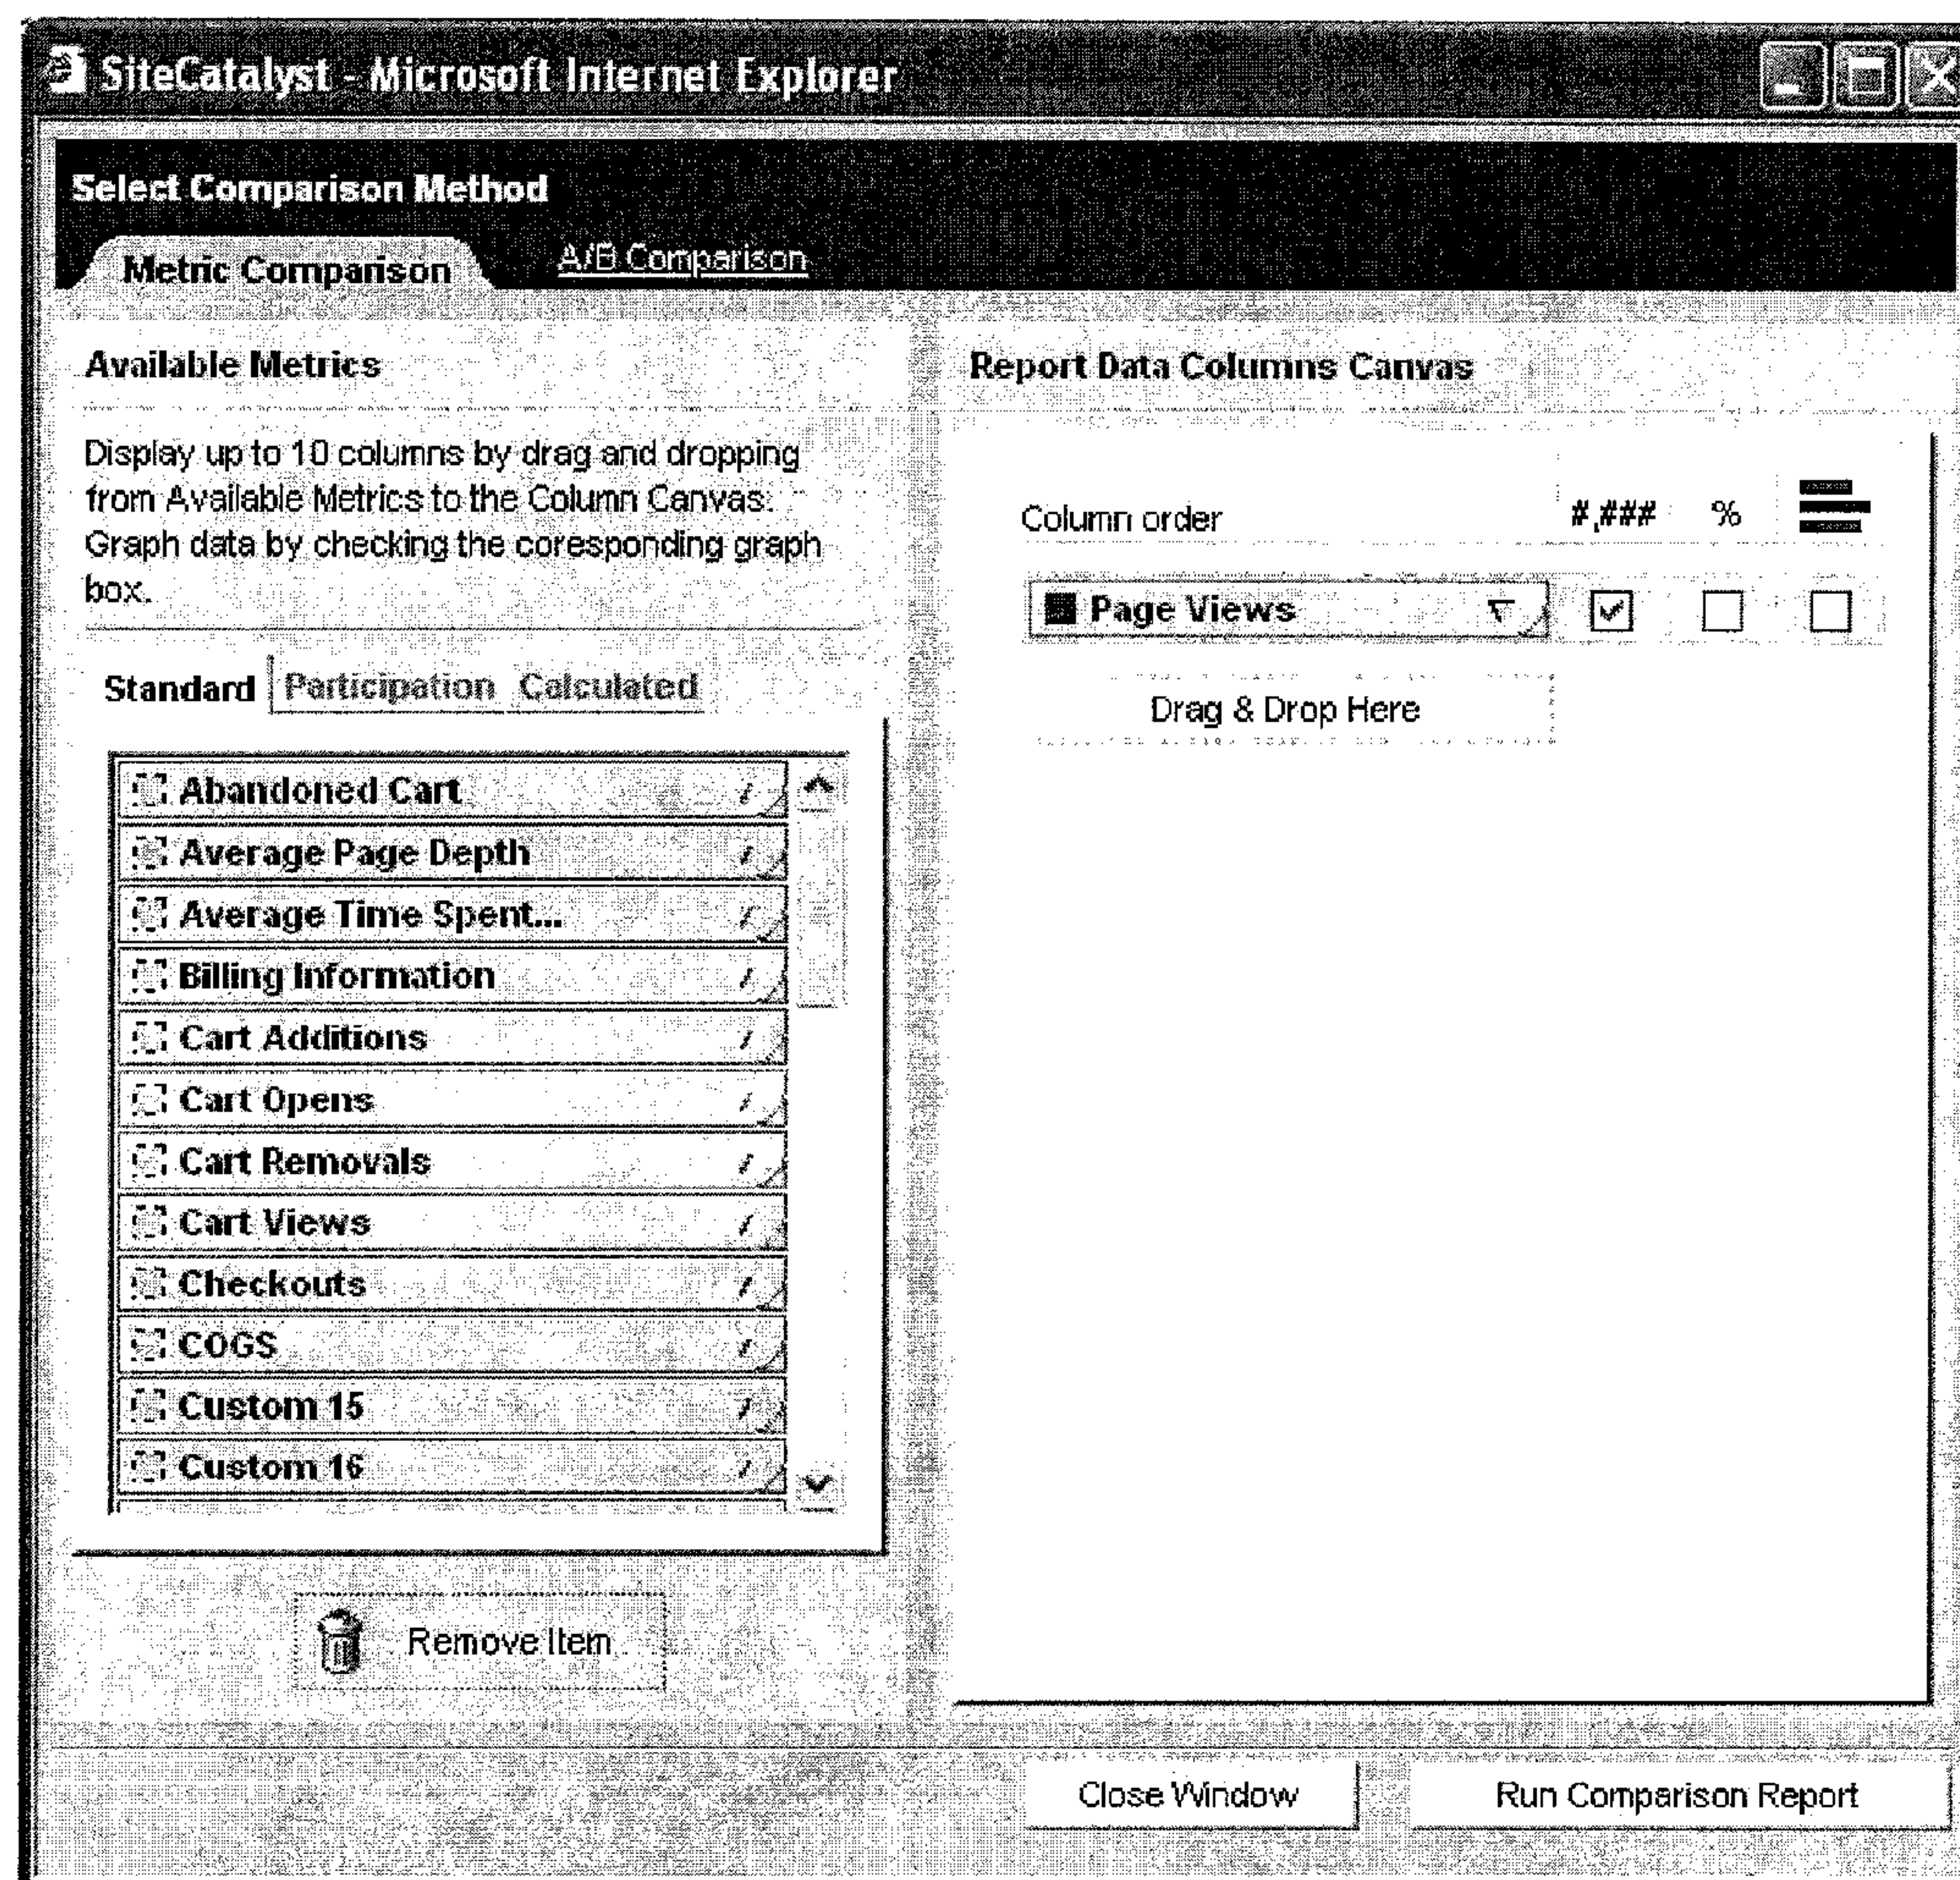 SiteCatalyst - Microsoft Internet Explorer
Select Comparison Method
Metric Comparison
A/B Comparison
Available Metrics
Display up to 10 columns by drag and dropping
from Available Metrics to the Column Canvas.
Graph data by checking the coresponding graph
box.
Standard Participation Calculated
Abandoned Cart
Average Page Depth
Average Time Spent...
Billing Information
Cart Additions
Cart Opens
Cart Removals
Cart Views
Checkouts
COGS
Custom 15
Custom 16
Remove Item
Report Data Columns Canvas
Column order #,### %
Page Views
Drag & Drop Here
Close Window
Run Comparison Report